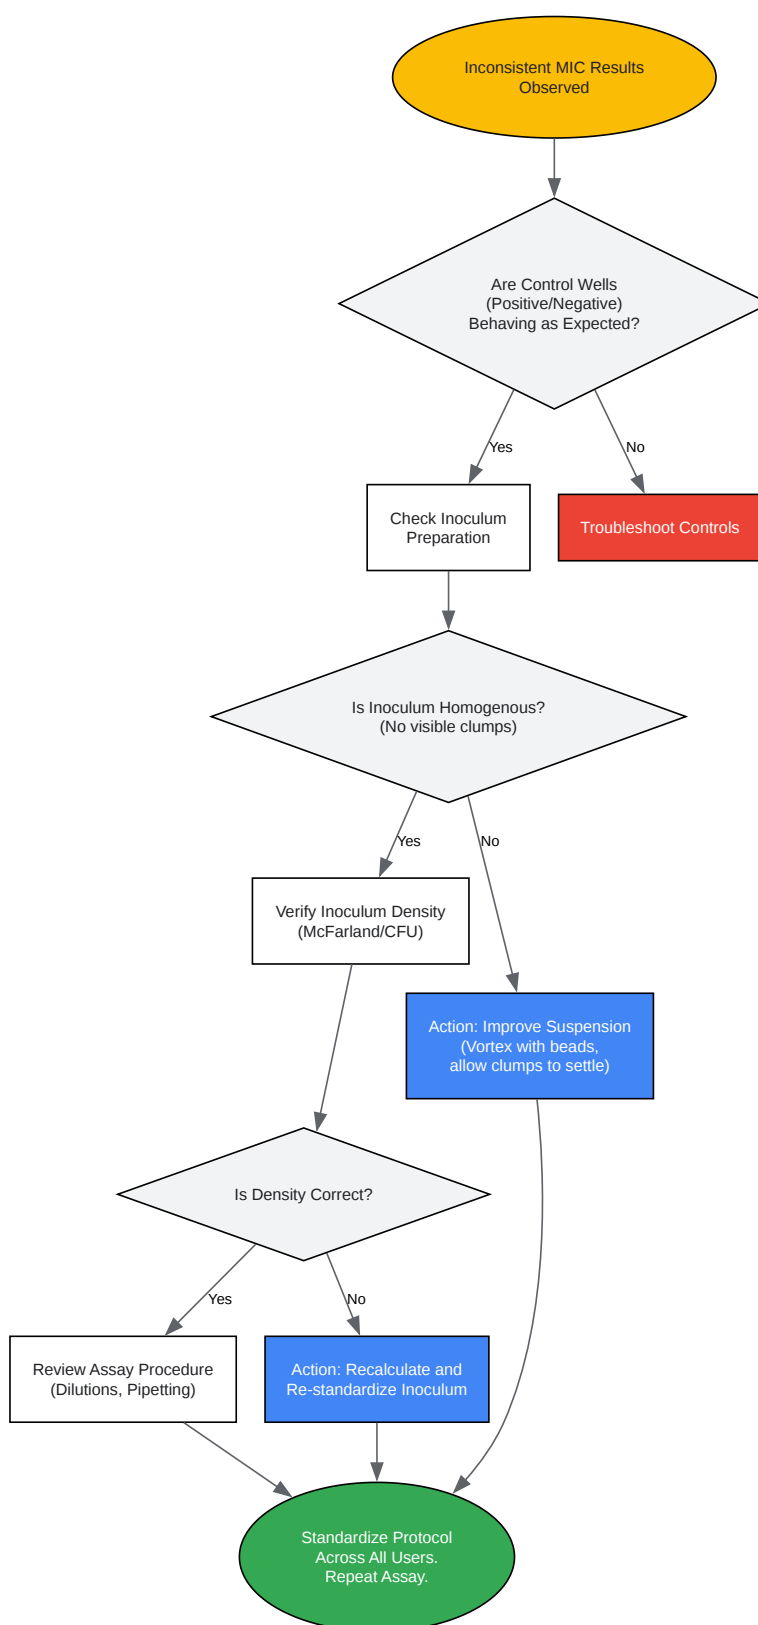 Inconsistent MIC Results
Observed
Are Control Wells
(Positive/Negative)
Behaving as Expected?
Yes
No
Check Inoculum
Preparation
Troubleshoot Controls
Is Inoculum Homogenous?
(No visible clumps)
Yes
No
Verify Inoculum Density
(McFarland/CFU)
Action: Improve Suspension
(Vortex with beads,
allow clumps to settle)
Is Density Correct?
Yes
No
Review Assay Procedure
(Dilutions, Pipetting)
Action: Recalculate and
Re-standardize Inoculum
Standardize Protocol
Across All Users.
Repeat Assay.